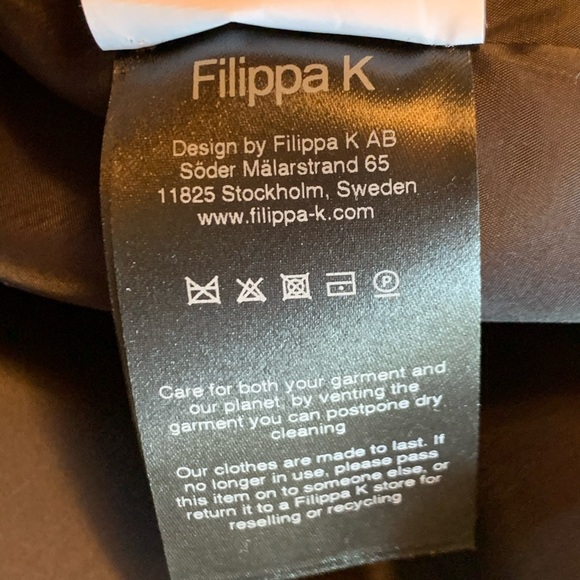 Filippa K
Design by Filippa K AB
Söder Mälarstrand 65
11825 Stockholm, Sweden
www.filippa-k.com
P
Care for both your garment and
our planet, by venting the
garment you can postpone dry
cleaning
Our clothes are made to last. If
no longer in use, please pass
this item on to someone else, or
return it to a Filippa K store for
reselling or recycling